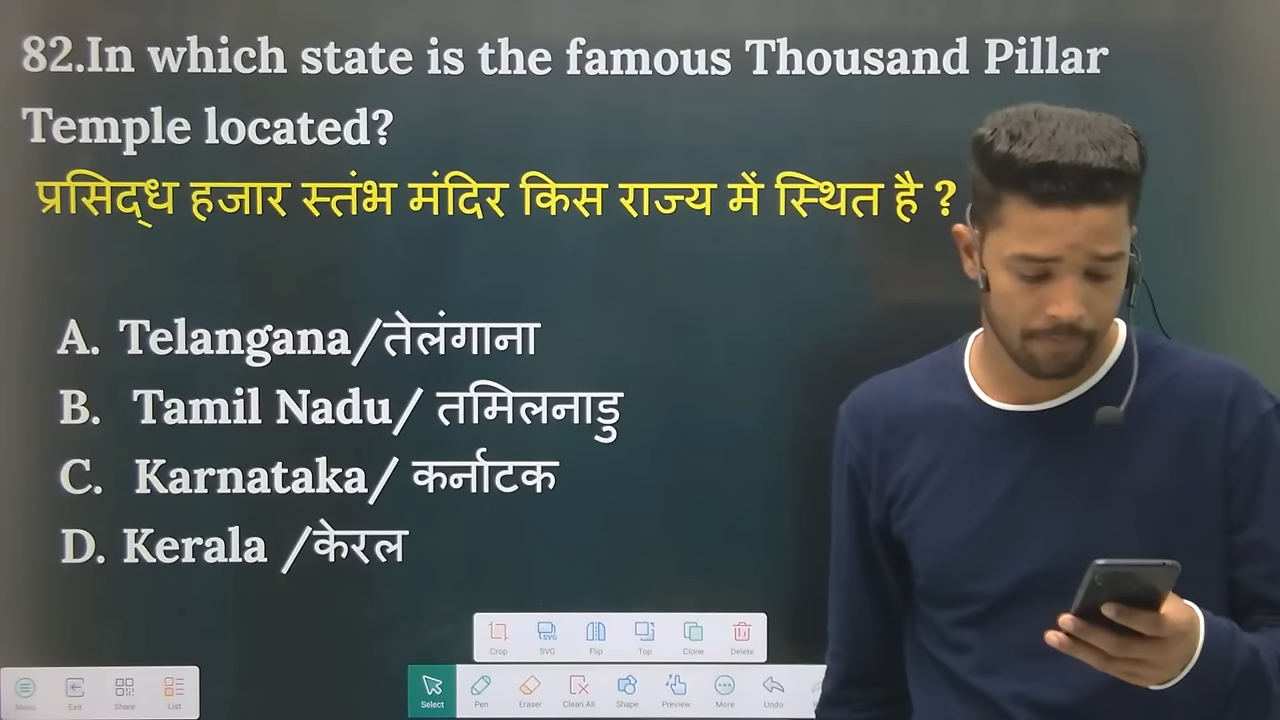 82.In which state is the famous Thousand Pillar
Temple located?
प्रसिद्ध हजार स्तंभ मंदिर किस राज्य में स्थित है ?
A. Telangana/तेलंगाना
B. Tamil Nadu/ तमिलनाडु
C. Karnataka/ कर्नाटक
D. Kerala /केरल
Crop SVG Flip Top Clone Delete
Menu Exit Share List Select Pen Eraser Clean All Shape Preview More Undo